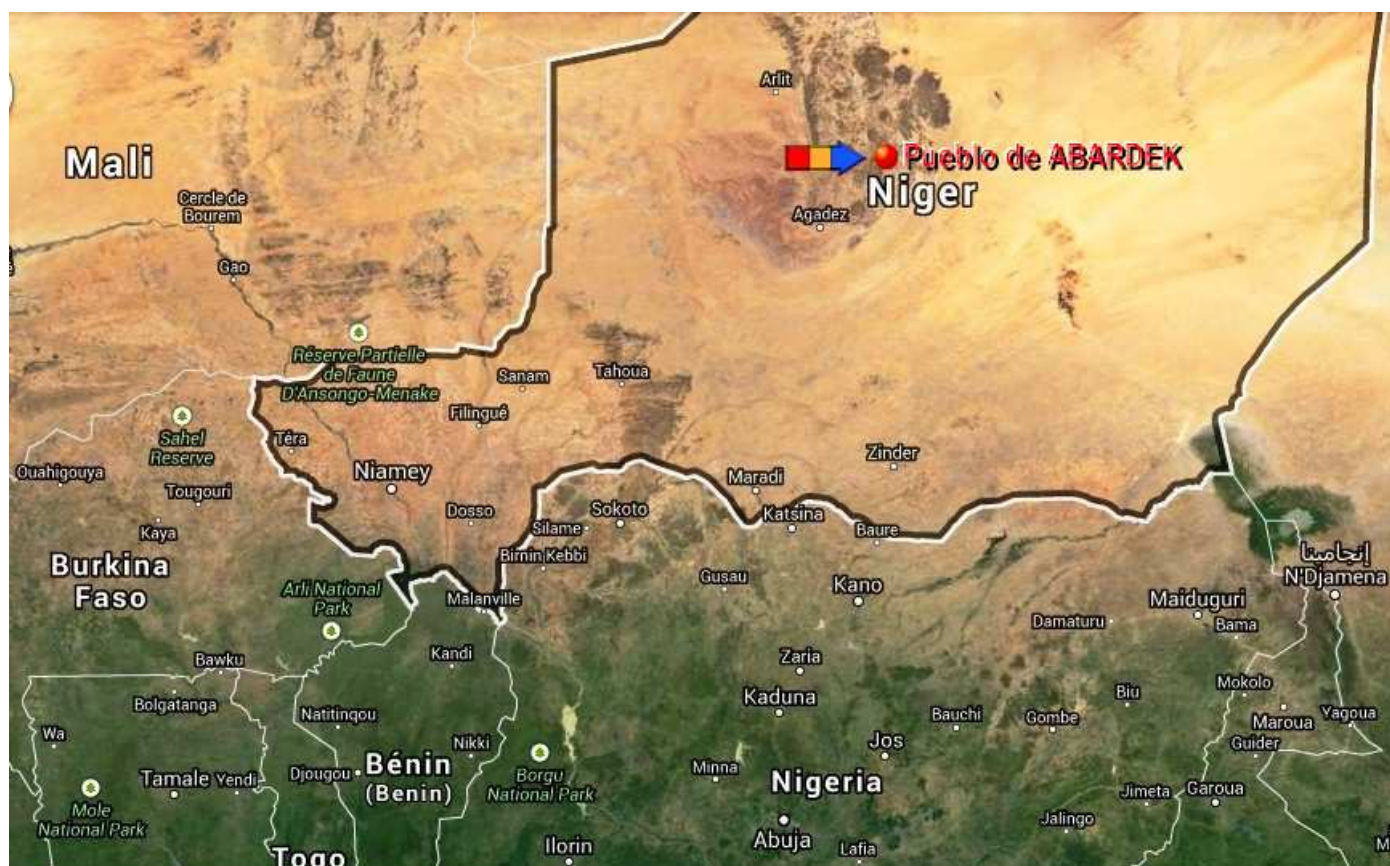 Arlit
Pueblo de ABARDEK
Mali
Niger
Cercle de
Bourem
Agadez
Gao
Réserve Partielle
de Faune
D'Ansongo-Menake
Sanam
Tahoua
Filingué
Sahel
Reserve
Téra
Zinder
Ouahigouya
Niamey
Maradi
Tougouri
Dosso
Sokoto
Silame
Katsina
Kaya
Baure
Birnin Kebbi
إنجامينا
N'Djamena
Burkina
Faso
Gusau
Kano
Arli National
Park
Malanville
Maiduguri
Damaturu
Bama
Bawku
Kandi
Zaria
Mokolo
Bolgatanga
Kaduna
Biu
Natitinqou
Bauchi
Gombe
Maroua
Yagoua
Wa
Nikki
Jos
Guider
Bénin
(Benin)
Djougou
Tamale
Yendi
Borgu
National Park
Minna
Nigeria
Jimeta
Garoua
Mole
National Park
Abuja
Jalingo
Togo
Ilorin
Lafia
M